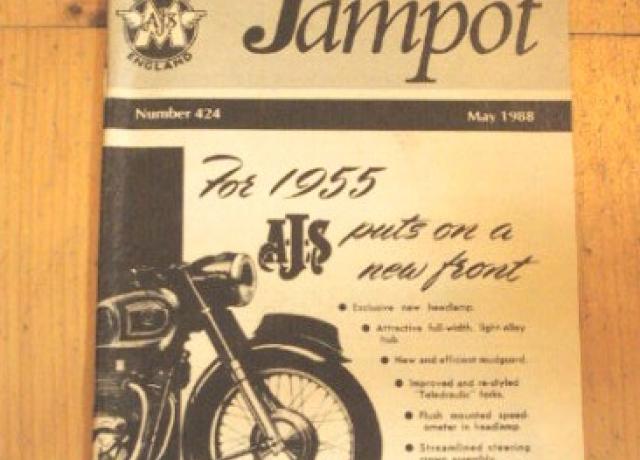 Jampot
AJS
M
ENGLAND
Number 424
May 1988
For 1955
AJS puts on a
new front
Exclusive new headlamp.
Attractive full-width, light-alloy
hub.
New and efficient mudguard.
Improved and re-styled
"Teledraulic" forks.
Flush mounted speed-
ometer in headlamp.
Streamlined steering